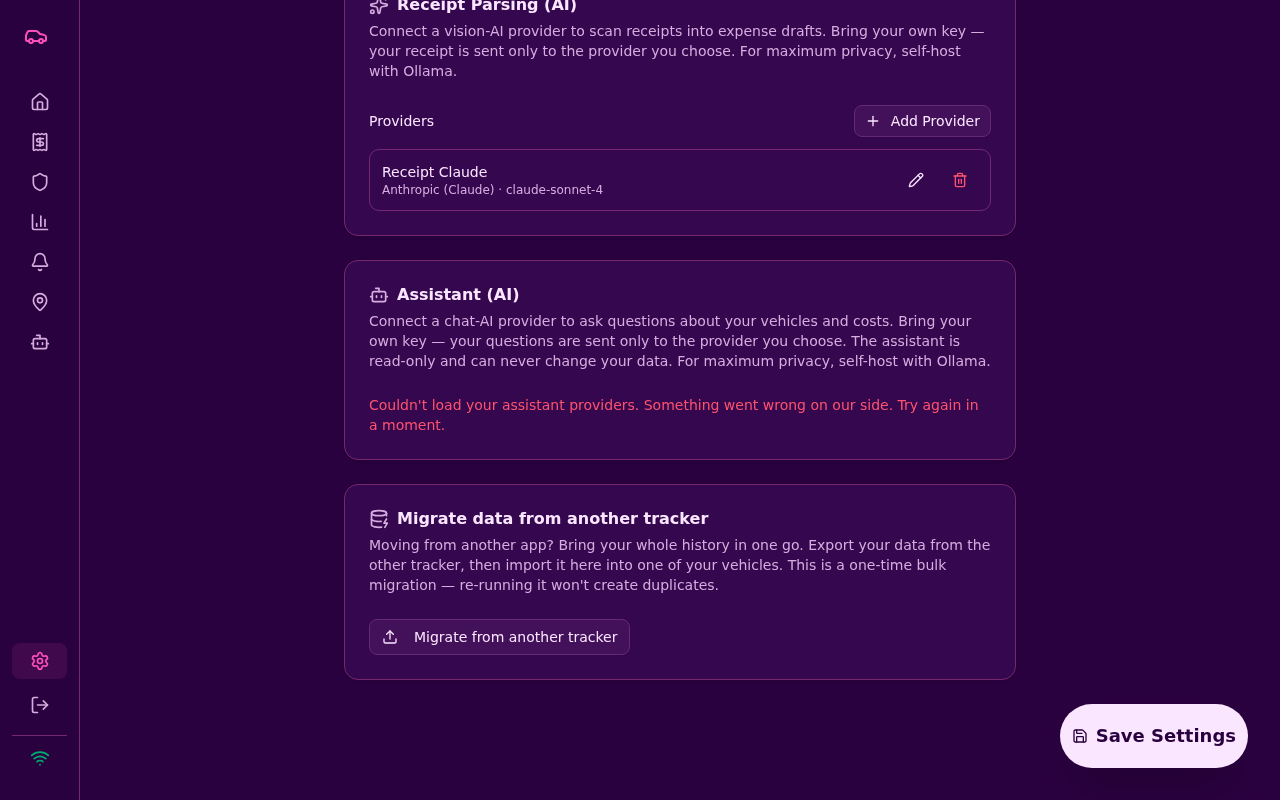 Receipt Parsing (AI)
Connect a vision-AI provider to scan receipts into expense drafts. Bring your own key —
your receipt is sent only to the provider you choose. For maximum privacy, self-host
with Ollama.
Providers
Add Provider
Receipt Claude
Anthropic (Claude) · claude-sonnet-4
Assistant (AI)
Connect a chat-AI provider to ask questions about your vehicles and costs. Bring your
own key — your questions are sent only to the provider you choose. The assistant is
read-only and can never change your data. For maximum privacy, self-host with Ollama.
Couldn't load your assistant providers. Something went wrong on our side. Try again in
a moment.
Migrate data from another tracker
Moving from another app? Bring your whole history in one go. Export your data from the
other tracker, then import it here into one of your vehicles. This is a one-time bulk
migration — re-running it won't create duplicates.
Migrate from another tracker
Save Settings